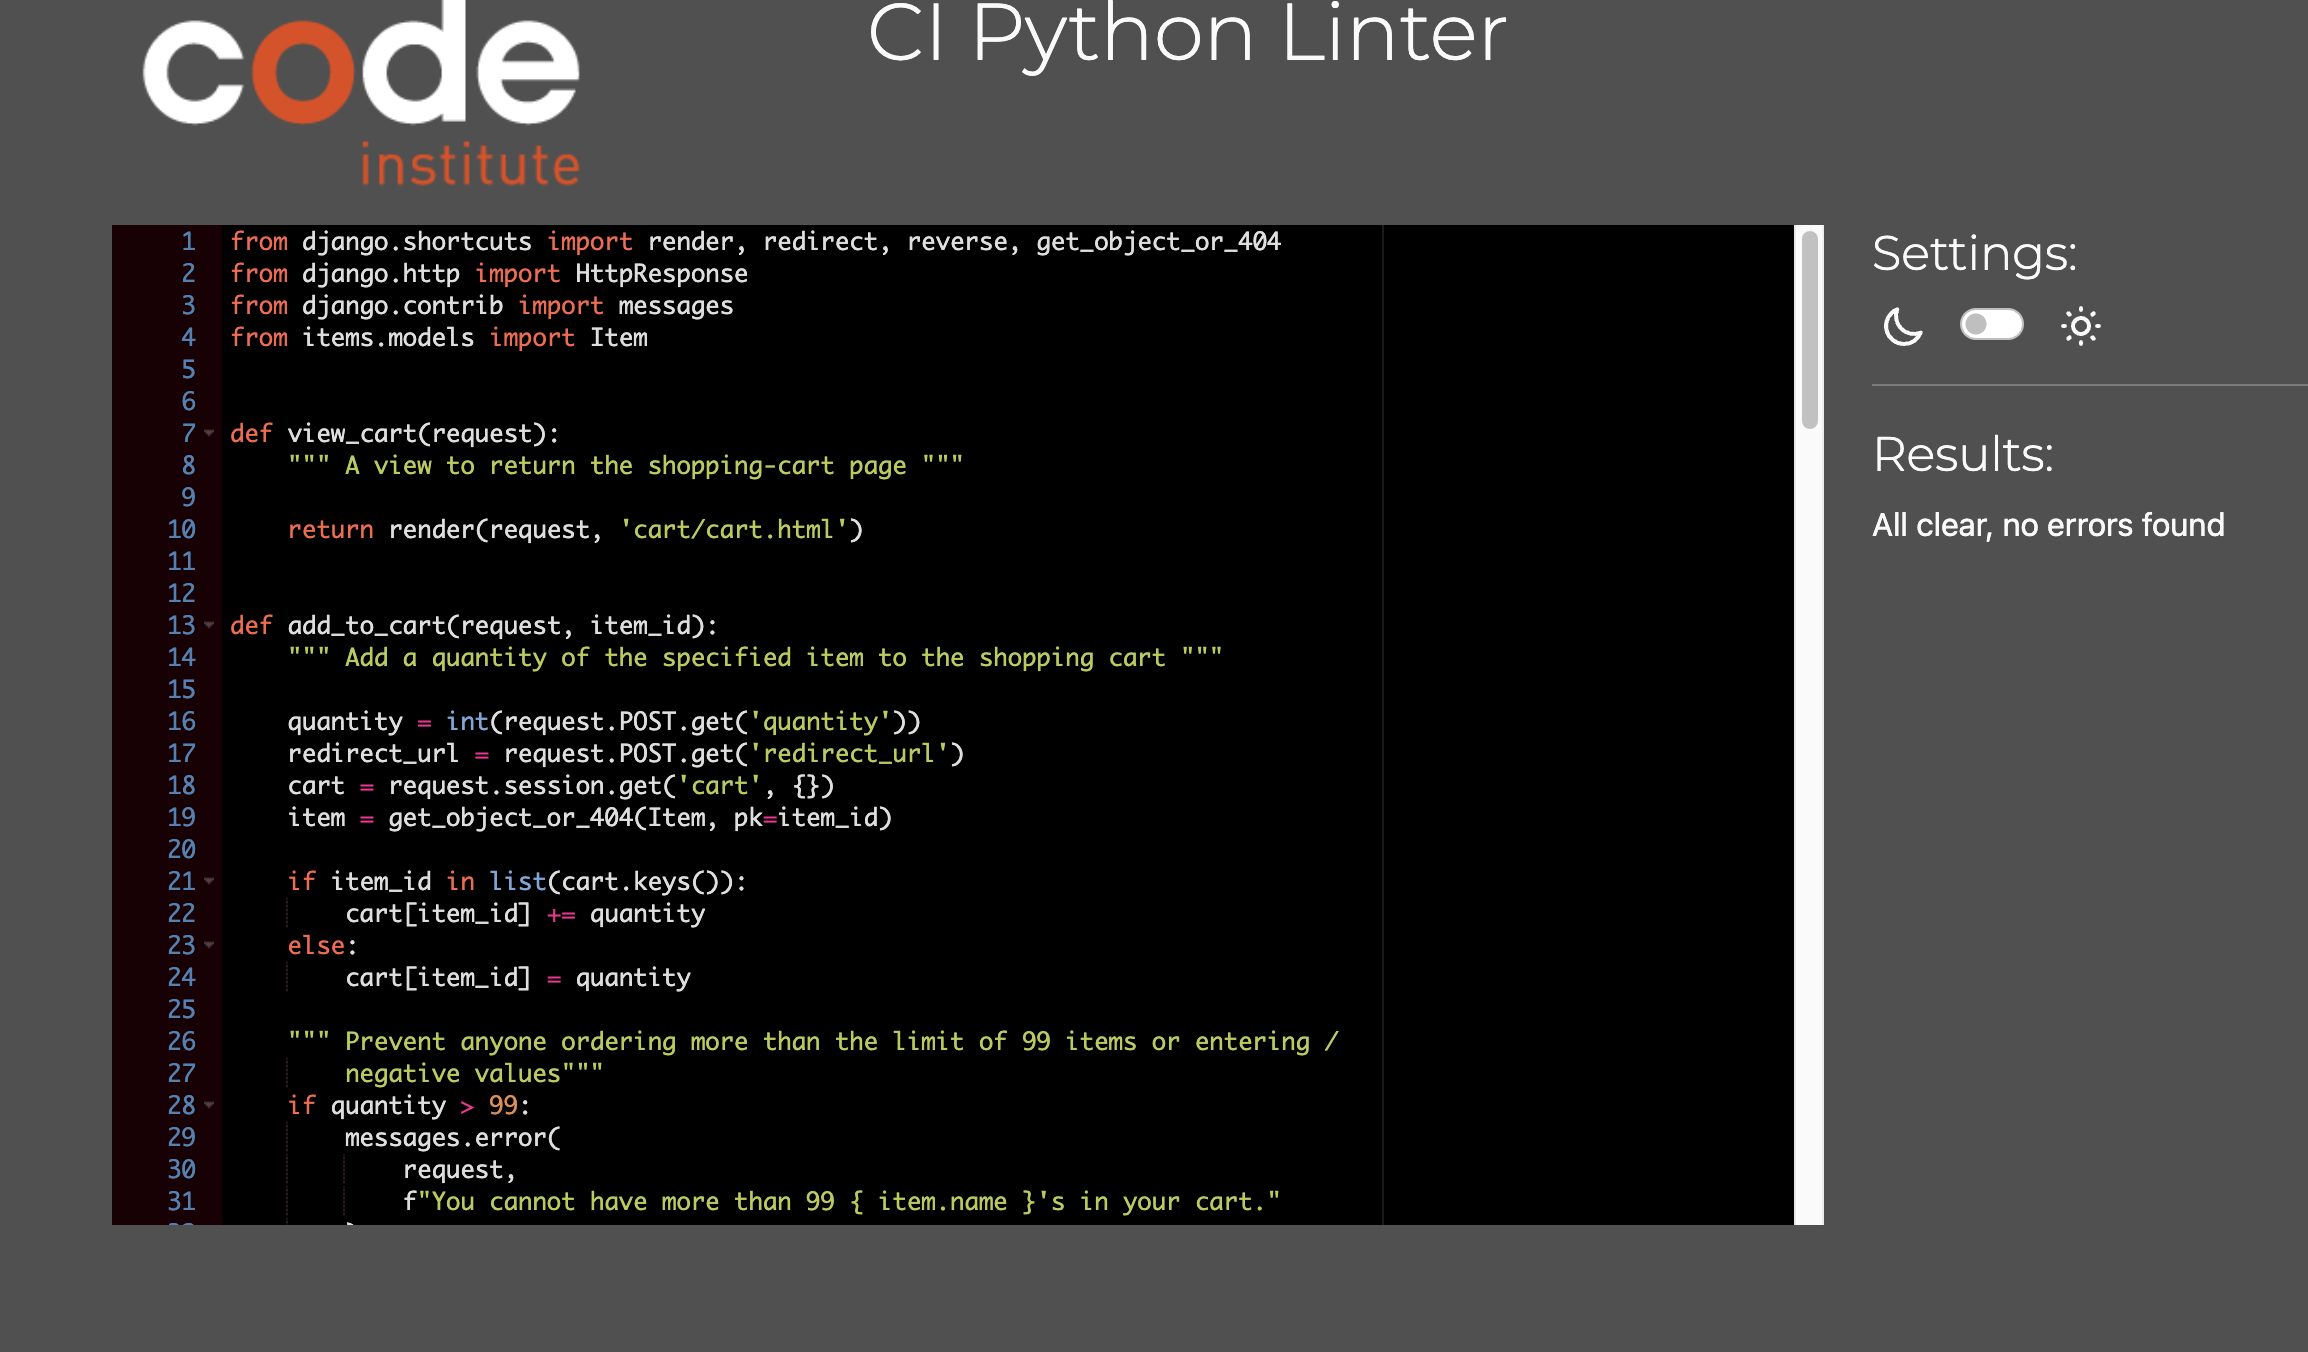 code
institute
CI Python Linter
1 from django.shortcuts import render, redirect, reverse, get_object_or_404
2 from django.http import HttpResponse
3 from django.contrib import messages
4 from items.models import Item
5
6
7 def view_cart(request):
8     """ A view to return the shopping-cart page """
9
10     return render(request, 'cart/cart.html')
11
12
13 def add_to_cart(request, item_id):
14     """ Add a quantity of the specified item to the shopping cart """
15
16     quantity = int(request.POST.get('quantity'))
17     redirect_url = request.POST.get('redirect_url')
18     cart = request.session.get('cart', {})
19     item = get_object_or_404(Item, pk=item_id)
20
21     if item_id in list(cart.keys()):
22         cart[item_id] += quantity
23     else:
24         cart[item_id] = quantity
25
26     """ Prevent anyone ordering more than the limit of 99 items or entering /
27         negative values"""
28     if quantity > 99:
29         messages.error(
30             request,
31             f"You cannot have more than 99 { item.name }'s in your cart."
Settings:
Results:
All clear, no errors found